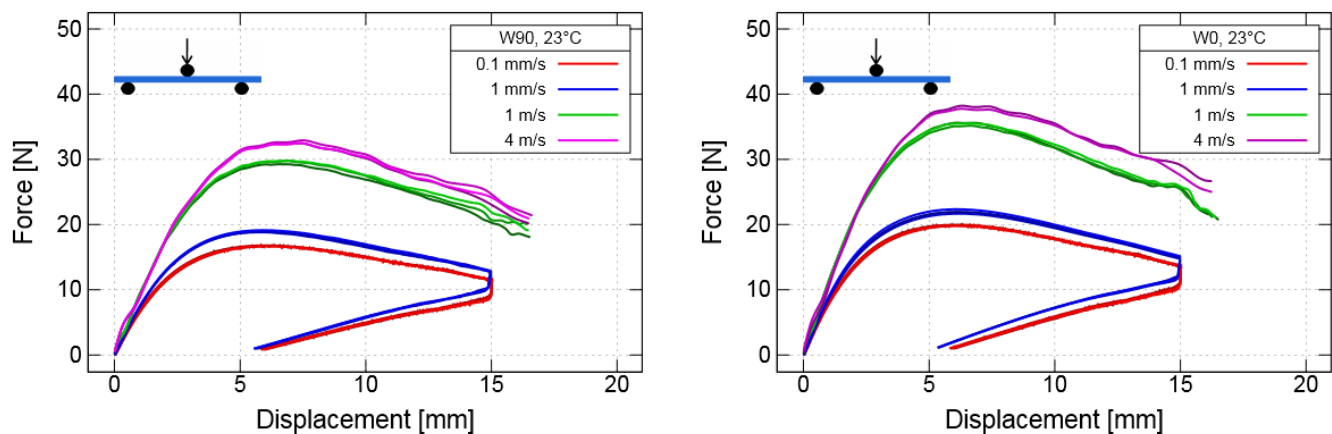 50
40
30
20
10
0
Force [N]
W90, 23°C
0.1 mm/s
1 mm/s
1 m/s
4 m/s
0 5 10 15 20
Displacement [mm]
50
40
30
20
10
0
Force [N]
W0, 23°C
0.1 mm/s
1 mm/s
1 m/s
4 m/s
0 5 10 15 20
Displacement [mm]